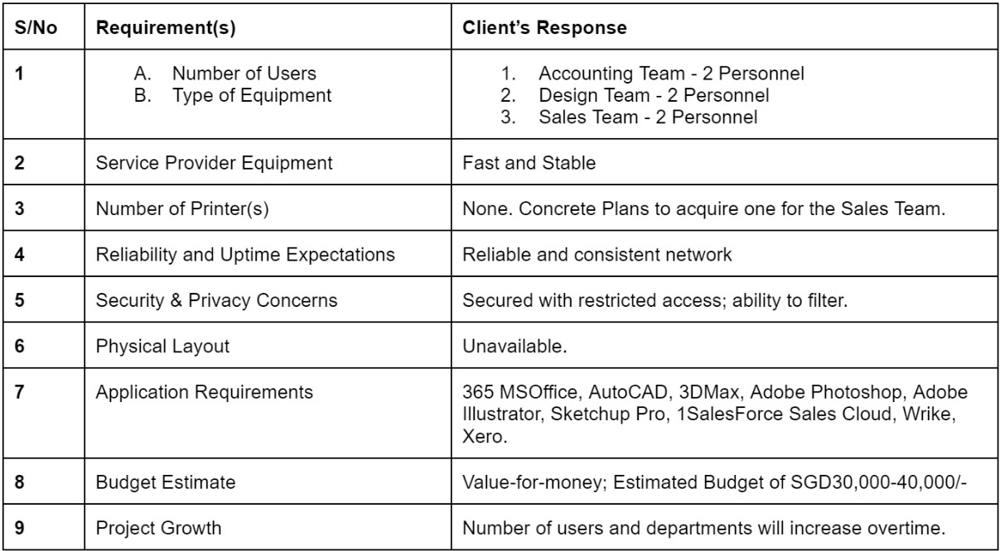 S/No Requirement(s) Client's Response
1 A. Number of Users 1. Accounting Team - 2 Personnel
B. Type of Equipment 2. Design Team - 2 Personnel
3. Sales Team - 2 Personnel
2 Service Provider Equipment Fast and Stable
3 Number of Printer(s) None. Concrete Plans to acquire one for the Sales Team.
4 Reliability and Uptime Expectations Reliable and consistent network
5 Security & Privacy Concerns Secured with restricted access; ability to filter.
6 Physical Layout Unavailable.
7 Application Requirements 365 MSOffice, AutoCAD, 3DMax, Adobe Photoshop, Adobe
Illustrator, Sketchup Pro, 1SalesForce Sales Cloud, Wrike,
Xero.
8 Budget Estimate Value-for-money; Estimated Budget of SGD30,000-40,000/-
9 Project Growth Number of users and departments will increase overtime.